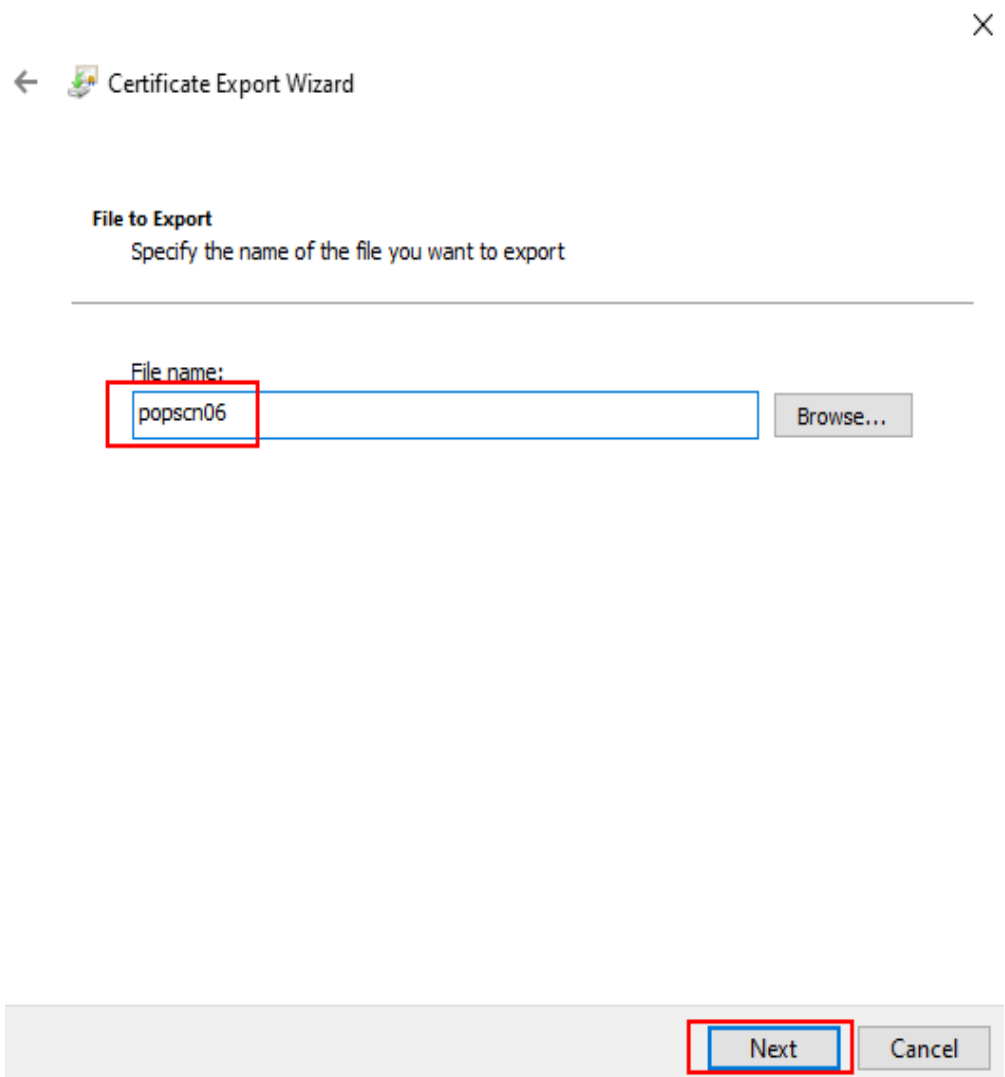 Certificate Export Wizard
File to Export
Specify the name of the file you want to export
File name:
popscn06
Browse...
Next
Cancel